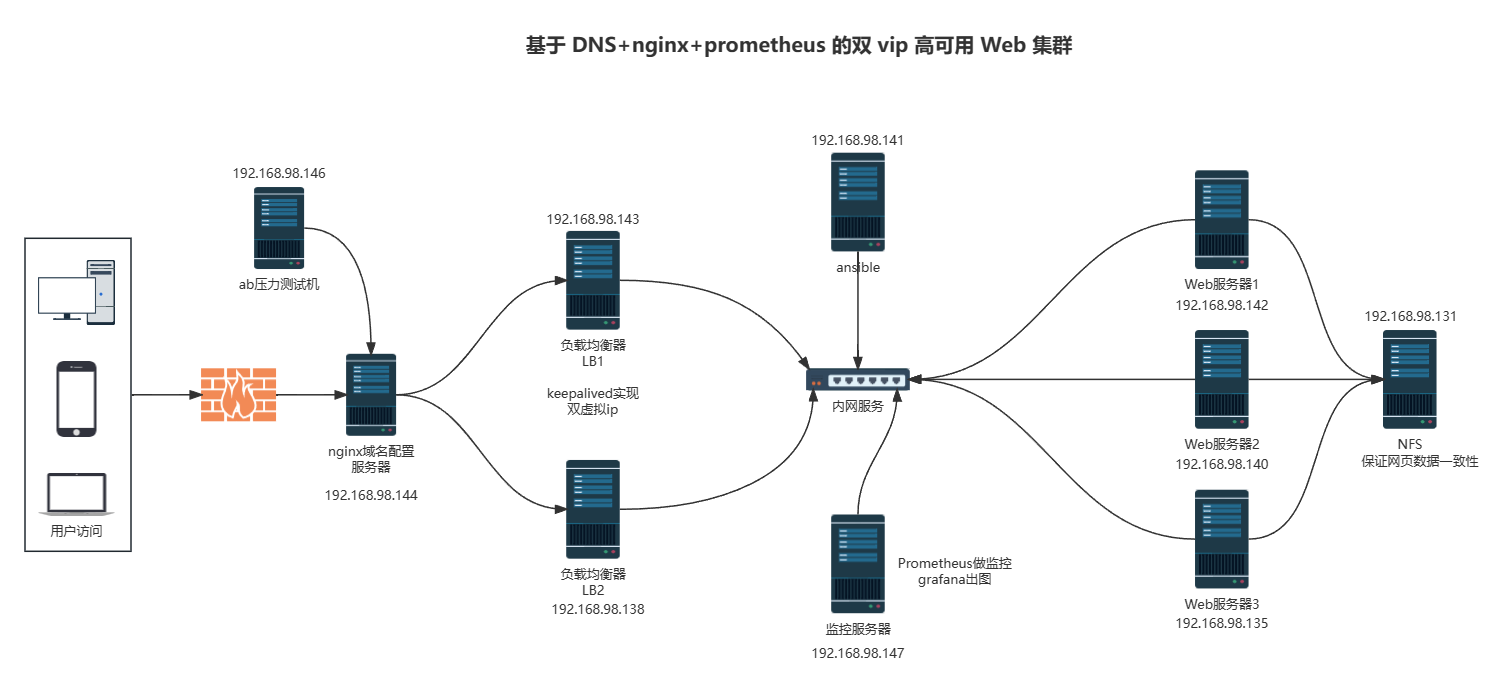 基于 DNS+nginx+prometheus 的双 vip 高可用 Web 集群
用户访问
192.168.98.146
ab压力测试机
nginx域名配置
服务器
192.168.98.144
192.168.98.143
负载均衡器
LB1
keepalived实现
双虚拟ip
负载均衡器
LB2
192.168.98.138
192.168.98.141
ansible
内网服务
Prometheus做监控
grafana出图
监控服务器
192.168.98.147
Web服务器1
192.168.98.142
Web服务器2
192.168.98.140
Web服务器3
192.168.98.135
192.168.98.131
NFS
保证网页数据一致性